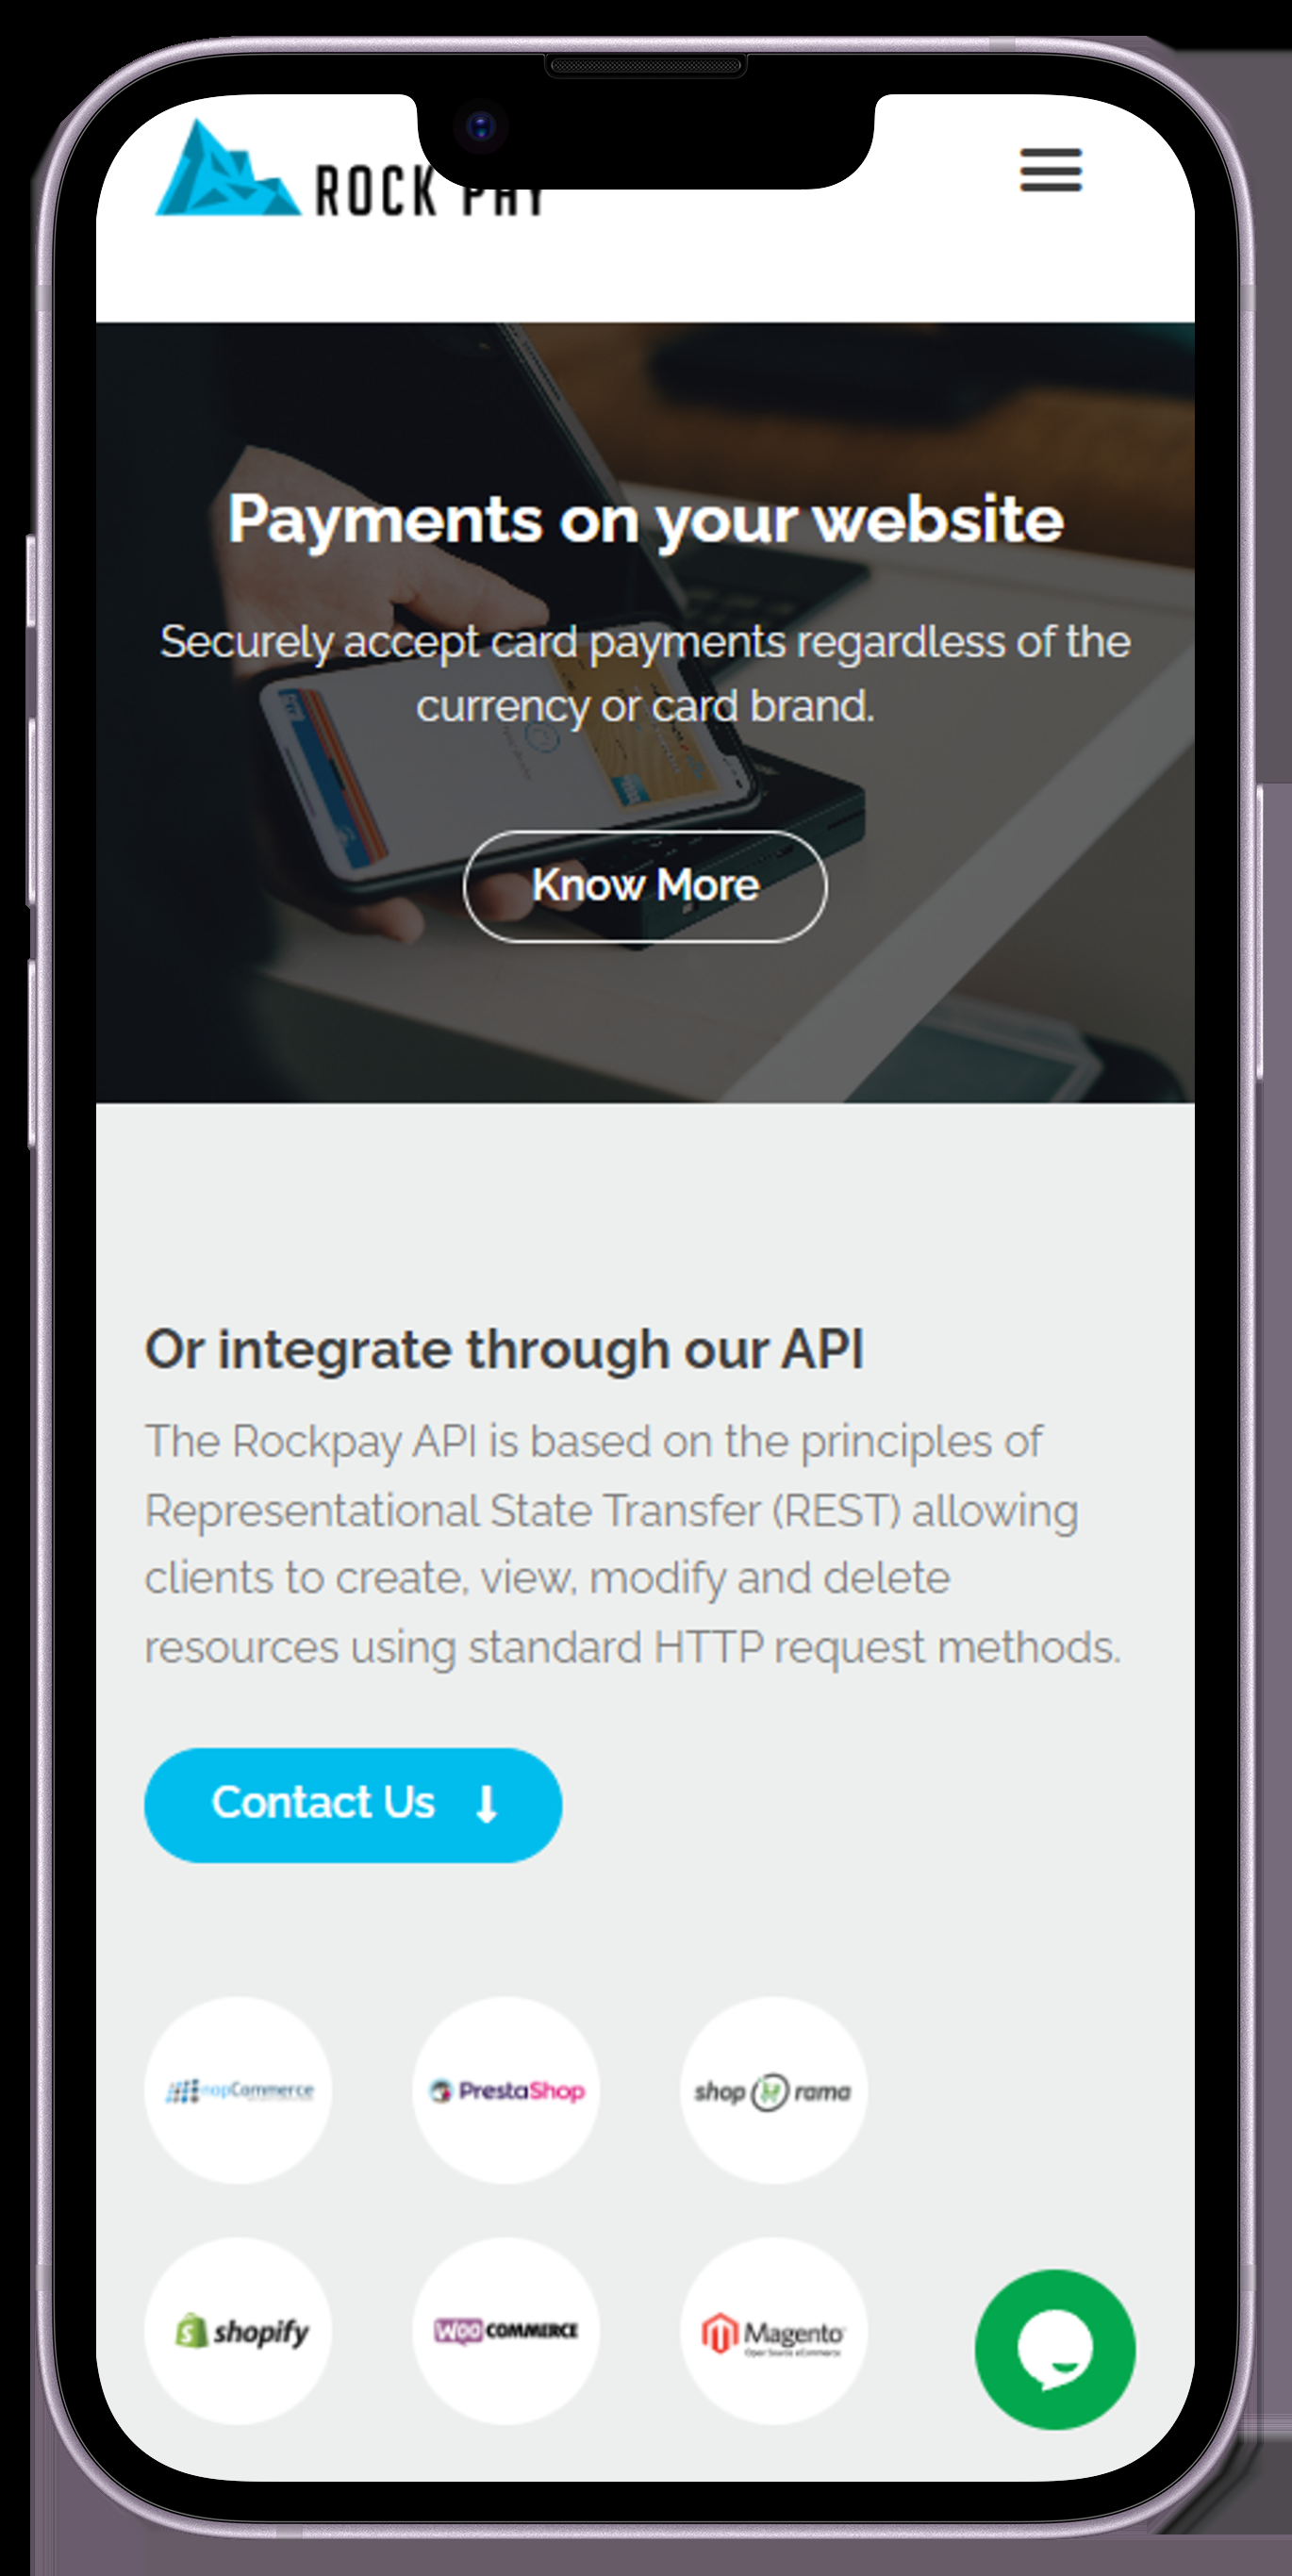 ROCK PAY
Payments on your website
Securely accept card payments regardless of the
currency or card brand.
Know More
Or integrate through our API
The Rockpay API is based on the principles of
Representational State Transfer (REST) allowing
clients to create, view, modify and delete
resources using standard HTTP request methods.
Contact Us
nopCommerce
PrestaShop
shop rama
shopify
WOO COMMERCE
Magento
Open Source eCommerce